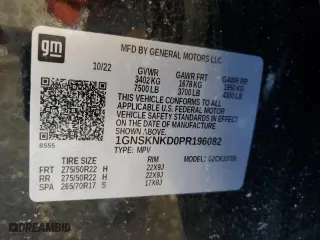 gm
MFD BY GENERAL MOTORS LLC
10/22
GVWR GAWR FRT GAWR RR
3402 KG 1678 KG 1950 KG
7500 LB 3700 LB 4300 LB
THIS VEHICLE CONFORMS TO ALL
APPLICABLE U.S. FEDERAL MOTOR
VEHICLE SAFETY STANDARDS IN EFFECT
ON THE DATE OF MANUFACTURE
SHOWN ABOVE.
1GNSKNKD0PR196082
8555
TYPE: MPV
TIRE SIZE RIM MODEL:
FRT 275/50R22 H 22X9J
RR 275/50R22 H 22X9J
SPA 265/70R17 S 17X8J